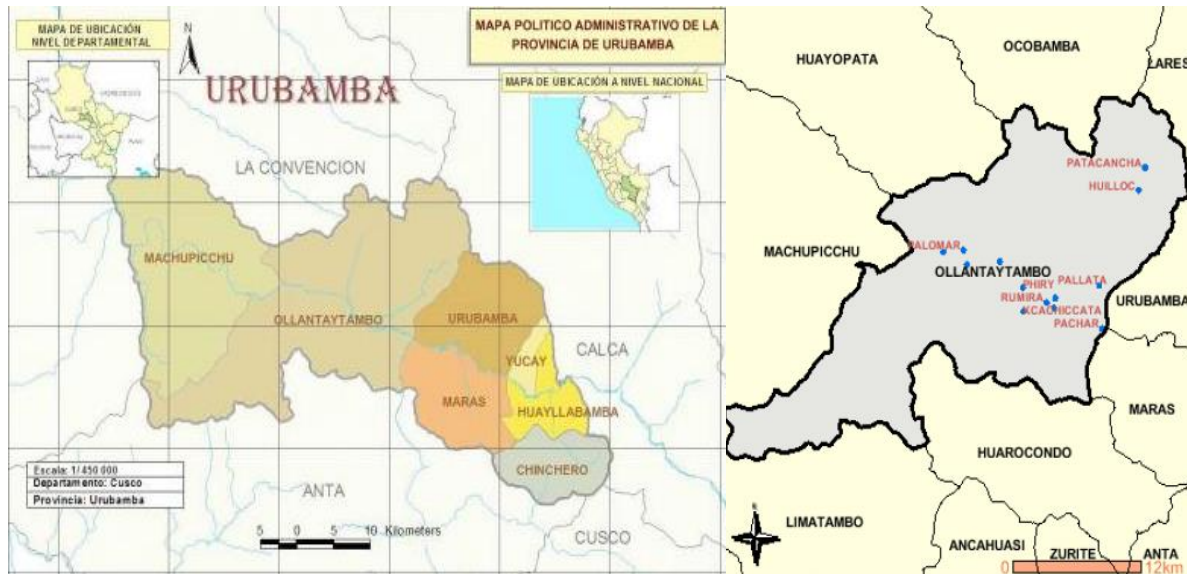 MAPA DE UBICACIÓN
NIVEL DEPARTAMENTAL
N
URUBAMBA
MAPA POLITICO ADMINISTRATIVO DE LA
PROVINCIA DE URUBAMBA
MAPA DE UBICACIÓN A NIVEL NACIONAL
LA CONVENCION
MACHUPICCHU
OLLANTAYTAMBO
URUBAMBA
YUCAY
CALCA
MARAS
HUAYLLABAMBA
CHINCHERO
ANTA
CUSCO
Escala: 1/450 000
Departamento: Cusco
Provincia: Urubamba
5 0 5 10 Kilometers
OCOBAMBA
HUAYOPATA
LARES
PATACANCHA
HUILLOC
MACHUPICCHU
PALOMAR
OLLANTAYTAMBO
PHIRY
PALLATA
RUMIRA
KCACHICCATA
PACHAR
URUBAMBA
MARAS
HUAROCONDO
LIMATAMBO
ANCAHUASI
ZURITE
ANTA
0 12km